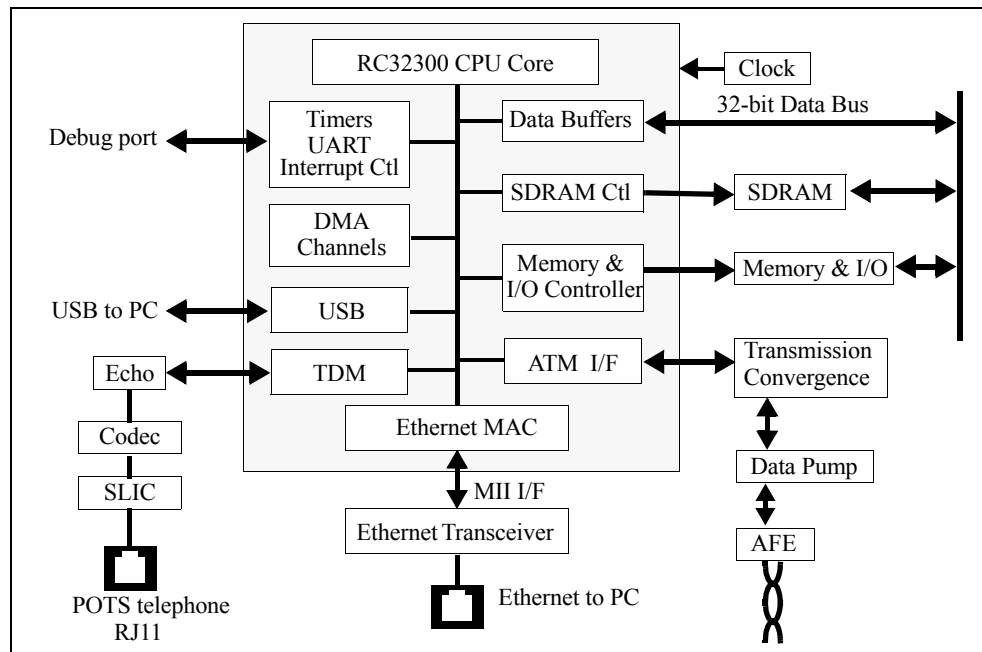 RC32300 CPU Core
Clock
32-bit Data Bus
Debug port
Timers
UART
Interrupt Ctl
Data Buffers
SDRAM Ctl
SDRAM
DMA
Channels
Memory &
I/O Controller
Memory & I/O
USB to PC
USB
Echo
TDM
ATM I/F
Transmission
Convergence
Codec
Ethernet MAC
Data Pump
SLIC
MII I/F
Ethernet Transceiver
AFE
POTS telephone
RJ11
Ethernet to PC